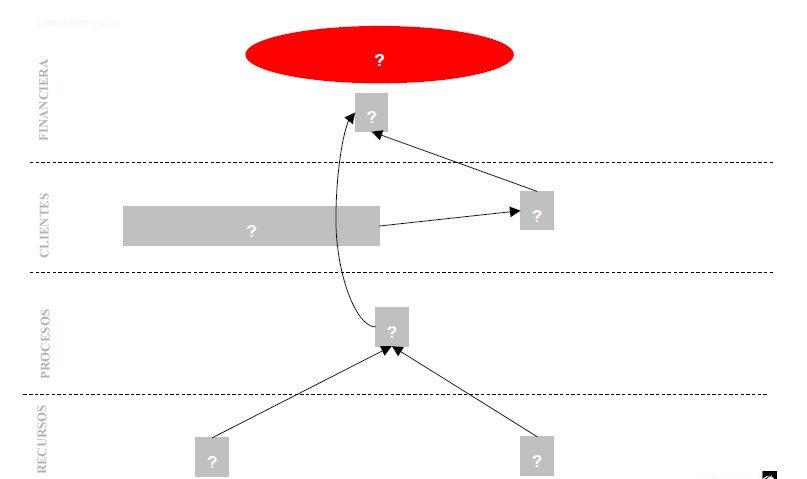 ?
FINANCIERA
?
CLIENTES
?
?
PROCESOS
?
RECURSOS
?
?